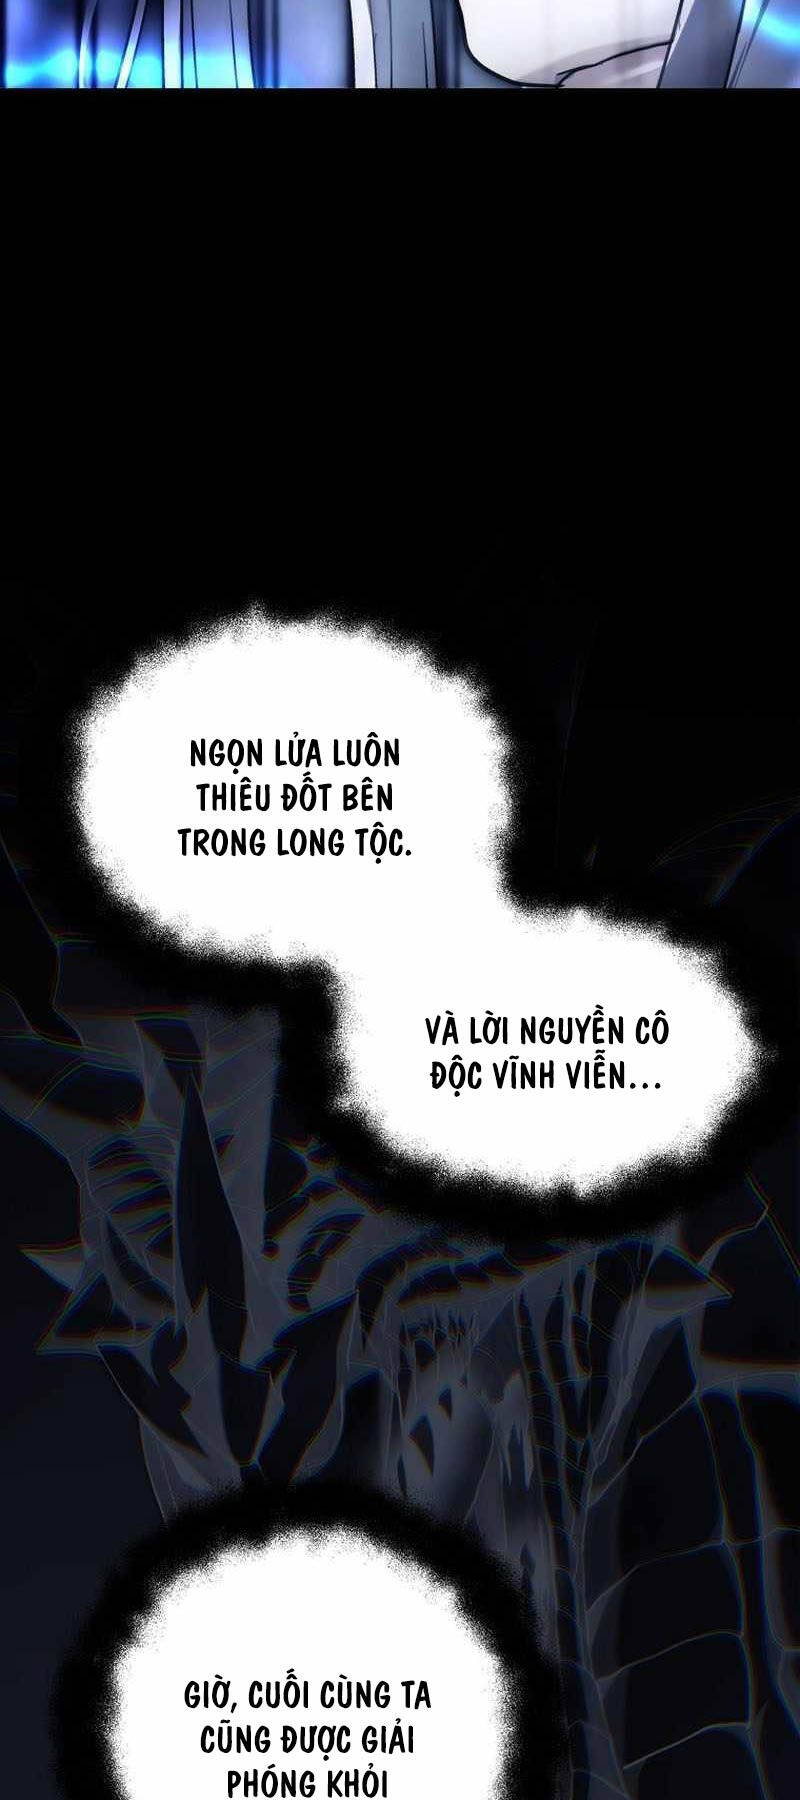 NGỌN LỬA LUÔN
THIÊU ĐỐT BÊN
TRONG LONG TỘC.
VÀ LỜI NGUYỀN CÔ
ĐỘC VĨNH VIỄN...
GIỜ, CUỐI CÙNG TA
CŨNG ĐƯỢC GIẢI
PHÓNG KHỎI